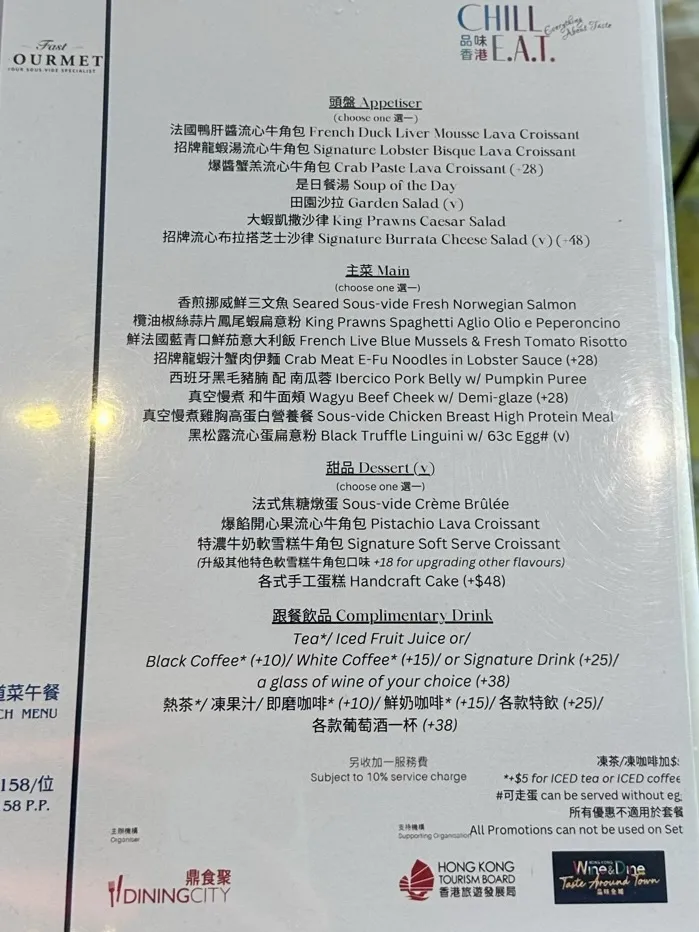 Fast
OURMET
YOUR SOUS VIDE SPECIALIST
CHILL
品味
香港 E.A.T.
Everything About Taste
頭盤 Appetiser
(choose one 選一)
法國鴨肝醬流心牛角包 French Duck Liver Mousse Lava Croissant
招牌龍蝦湯流心牛角包 Signature Lobster Bisque Lava Croissant
爆醬蟹羔流心牛角包 Crab Paste Lava Croissant (+28)
是日餐湯 Soup of the Day
田園沙拉 Garden Salad (v)
大蝦凱撒沙律 King Prawns Caesar Salad
招牌流心布拉搭芝士沙律 Signature Burrata Cheese Salad (v) (+48)
主菜 Main
(choose one 選一)
香煎挪威鮮三文魚 Seared Sous-vide Fresh Norwegian Salmon
欖油椒絲蒜片鳳尾蝦扁意粉 King Prawns Spaghetti Aglio Olio e Peperoncino
鮮法國藍青口鮮茄意大利飯 French Live Blue Mussels & Fresh Tomato Risotto
招牌龍蝦汁蟹肉伊麵 Crab Meat E-Fu Noodles in Lobster Sauce (+28)
西班牙黑毛豬腩 配 南瓜蓉 Ibercico Pork Belly w/ Pumpkin Puree
真空慢煮 和牛面頰 Wagyu Beef Cheek w/ Demi-glaze (+28)
真空慢煮雞胸高蛋白營養餐 Sous-vide Chicken Breast High Protein Meal
黑松露流心蛋扁意粉 Black Truffle Linguini w/ 63c Egg# (v)
甜品 Dessert (v)
(choose one 選一)
法式焦糖燉蛋 Sous-vide Crème Brûlée
爆餡開心果流心牛角包 Pistachio Lava Croissant
特濃牛奶軟雪糕牛角包 Signature Soft Serve Croissant
(升級其他特色軟雪糕牛角包口味 +18 for upgrading other flavours)
各式手工蛋糕 Handcraft Cake (+$48)
跟餐飲品 Complimentary Drink
Tea*/ Iced Fruit Juice or/
Black Coffee* (+10)/ White Coffee* (+15)/ or Signature Drink (+25)/
a glass of wine of your choice (+38)
熱茶*/ 凍果汁/ 即磨咖啡* (+10)/ 鮮奶咖啡* (+15)/ 各款特飲 (+25)/
各款葡萄酒一杯 (+38)
道菜午餐
CH MENU
158/位
58 P.P.
另收加一服務費
Subject to 10% service charge
凍茶/凍咖啡加$
*+$5 for ICED tea or ICED coffee
#可走蛋 can be served without eg
所有優惠不適用於套餐
All Promotions can not be used on Set
主辦機構
Organiser
鼎食聚
DININGCITY
支持機構
Supporting Organisation
HONG KONG
TOURISM BOARD
香港旅遊發展局
HONG KONG
Wine&Dine
Taste Around Town
品味全城